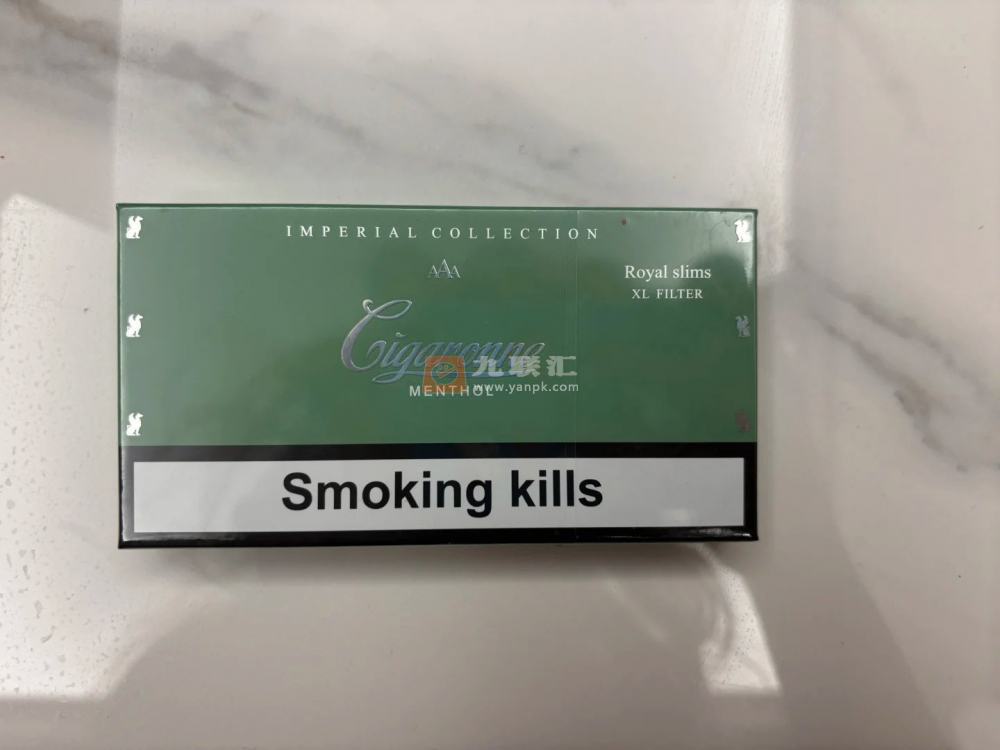 IMPERIAL COLLECTION
AAA
Royal slims
XL FILTER
Cigaronne
九联汇
www.yanpk.com
MENTHOL
Smoking kills